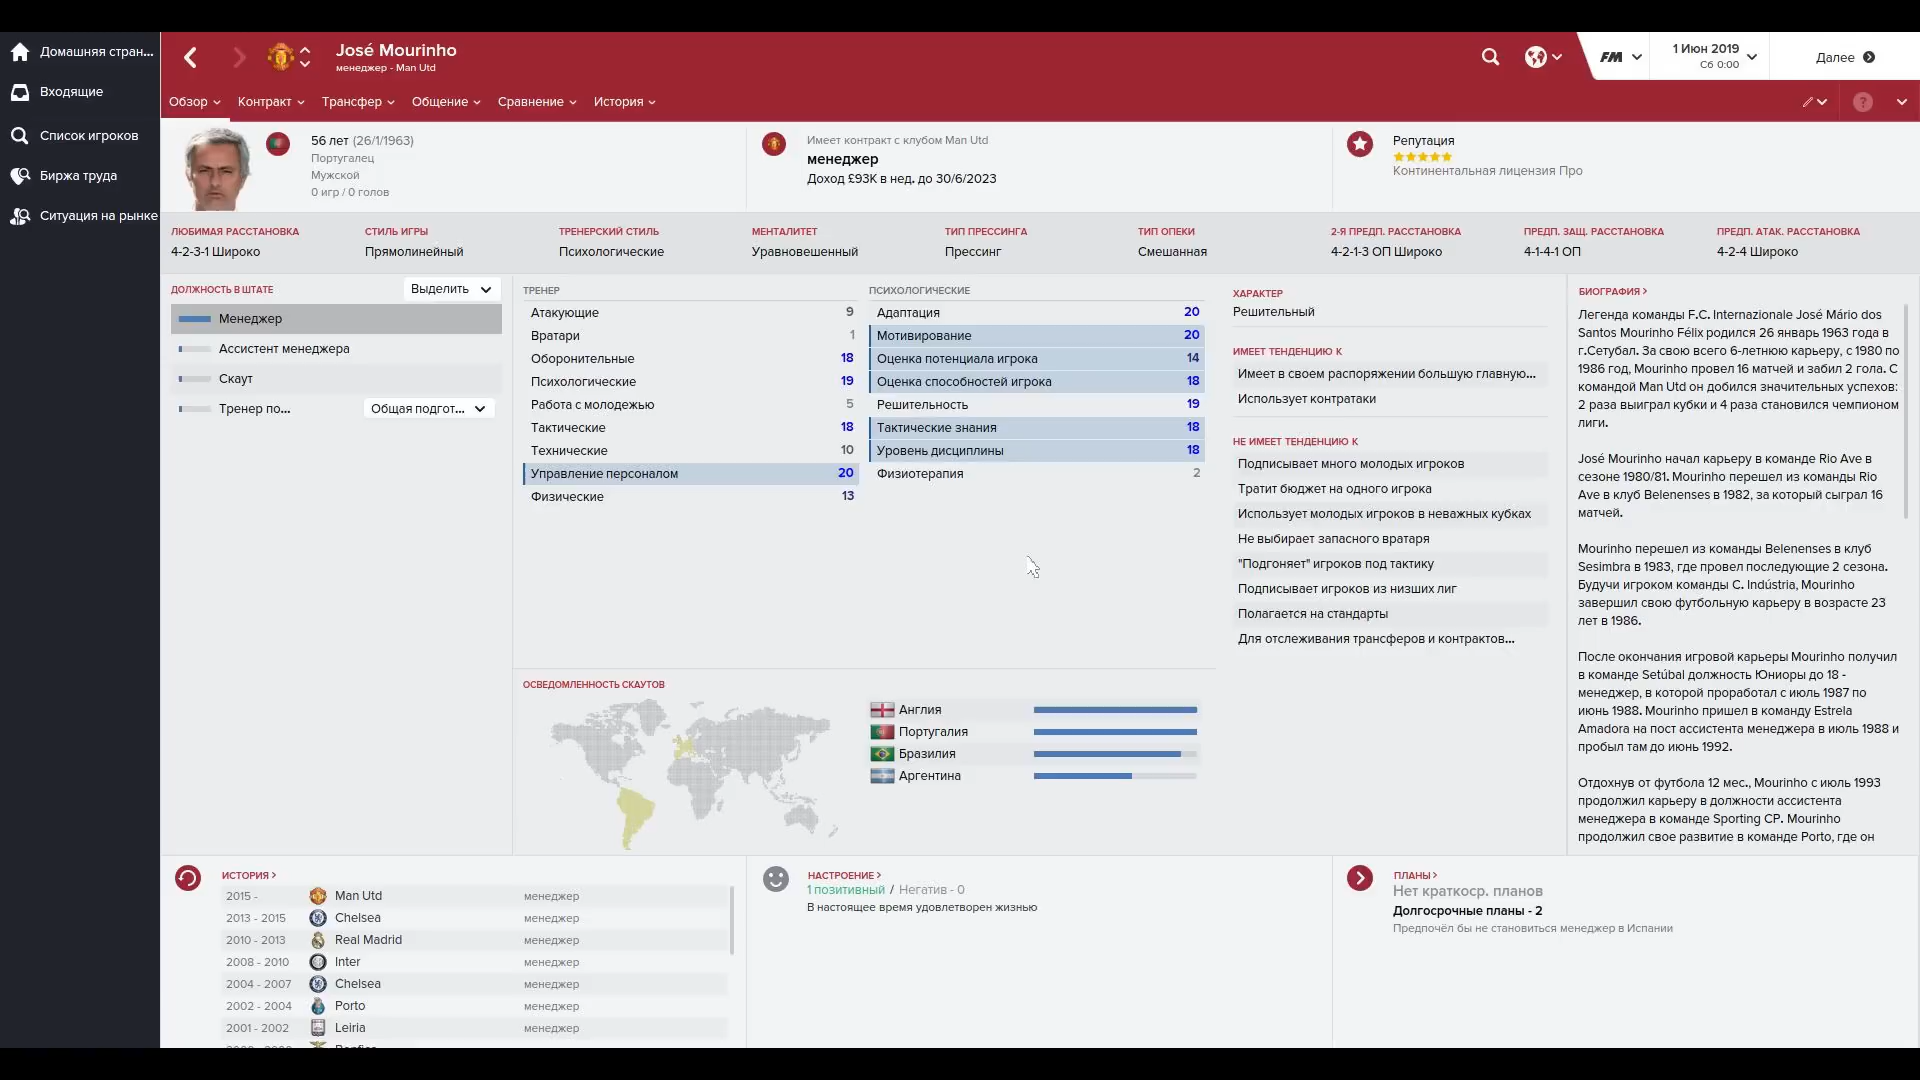 Домашняя стран...
Входящие
Список игроков
Биржа труда
Ситуация на рынке
José Mourinho
менеджер - Man Utd
FM
1 Июн 2019
Сб 0:00
Далее
Обзор
Контракт
Трансфер
Общение
Сравнение
История
?
56 лет (26/1/1963)
Португалец
Мужской
0 игр / 0 голов
Имеет контракт с клубом Man Utd
менеджер
Доход £93K в нед. до 30/6/2023
Репутация
Континентальная лицензия Про
ЛЮБИМАЯ РАССТАНОВКА
4-2-3-1 Широко
СТИЛЬ ИГРЫ
Прямолинейный
ТРЕНЕРСКИЙ СТИЛЬ
Психологические
МЕНТАЛИТЕТ
Уравновешенный
ТИП ПРЕССИНГА
Прессинг
ТИП ОПЕКИ
Смешанная
2-Я ПРЕДП. РАССТАНОВКА
4-2-1-3 ОП Широко
ПРЕДП. ЗАЩ. РАССТАНОВКА
4-1-4-1 ОП
ПРЕДП. АТАК. РАССТАНОВКА
4-2-4 Широко
ДОЛЖНОСТЬ В ШТАТЕ
Выделить
Менеджер
Ассистент менеджера
Скаут
Тренер по...
Общая подгот...
ТРЕНЕР
Атакующие 9
Вратари 1
Оборонительные 18
Психологические 19
Работа с молодежью 5
Тактические 18
Технические 10
Управление персоналом 20
Физические 13
ПСИХОЛОГИЧЕСКИЕ
Адаптация 20
Мотивирование 20
Оценка потенциала игрока 14
Оценка способностей игрока 18
Решительность 19
Тактические знания 18
Уровень дисциплины 18
Физиотерапия 2
ХАРАКТЕР
Решительный
ИМЕЕТ ТЕНДЕНЦИЮ К
Имеет в своем распоряжении большую главную...
Использует контратаки
НЕ ИМЕЕТ ТЕНДЕНЦИЮ К
Подписывает много молодых игроков
Тратит бюджет на одного игрока
Использует молодых игроков в неважных кубках
Не выбирает запасного вратаря
"Подгоняет" игроков под тактику
Подписывает игроков из низших лиг
Полагается на стандарты
Для отслеживания трансферов и контрактов...
БИОГРАФИЯ >
Легенда команды F.C. Internazionale José Mário dos
Santos Mourinho Félix родился 26 январь 1963 года в
г.Сетубал. За свою всего 6-летнюю карьеру, с 1980 по
1986 год, Mourinho провел 16 матчей и забил 2 гола. С
командой Man Utd он добился значительных успехов:
2 раза выиграл кубки и 4 раза становился чемпионом
лиги.
José Mourinho начал карьеру в команде Rio Ave в
сезоне 1980/81. Mourinho перешел из команды Rio
Ave в клуб Belenenses в 1982, за который сыграл 16
матчей.
Mourinho перешел из команды Belenenses в клуб
Sesimbra в 1983, где провел последующие 2 сезона.
Будучи игроком команды C. Indústria, Mourinho
завершил свою футбольную карьеру в возрасте 23
лет в 1986.
После окончания игровой карьеры Mourinho получил
в команде Setúbal должность Юниоры до 18 -
менеджер, в которой проработал с июль 1987 по
июнь 1988. Mourinho пришел в команду Estrela
Amadora на пост ассистента менеджера в июль 1988 и
пробыл там до июнь 1992.
Отдохнув от футбола 12 мес., Mourinho с июль 1993
продолжил карьеру в должности ассистента
менеджера в команде Sporting CP. Mourinho
продолжил свое развитие в команде Porto, где он
ОСВЕДОМЛЕННОСТЬ СКАУТОВ
Англия
Португалия
Бразилия
Аргентина
ИСТОРИЯ >
2015 - Man Utd менеджер
2013 - 2015 Chelsea менеджер
2010 - 2013 Real Madrid менеджер
2008 - 2010 Inter менеджер
2004 - 2007 Chelsea менеджер
2002 - 2004 Porto менеджер
2001 - 2002 Leiria менеджер
НАСТРОЕНИЕ >
1 позитивный / Негатив - 0
В настоящее время удовлетворен жизнью
ПЛАНЫ >
Нет краткоср. планов
Долгосрочные планы - 2
Предпочёл бы не становиться менеджер в Испании